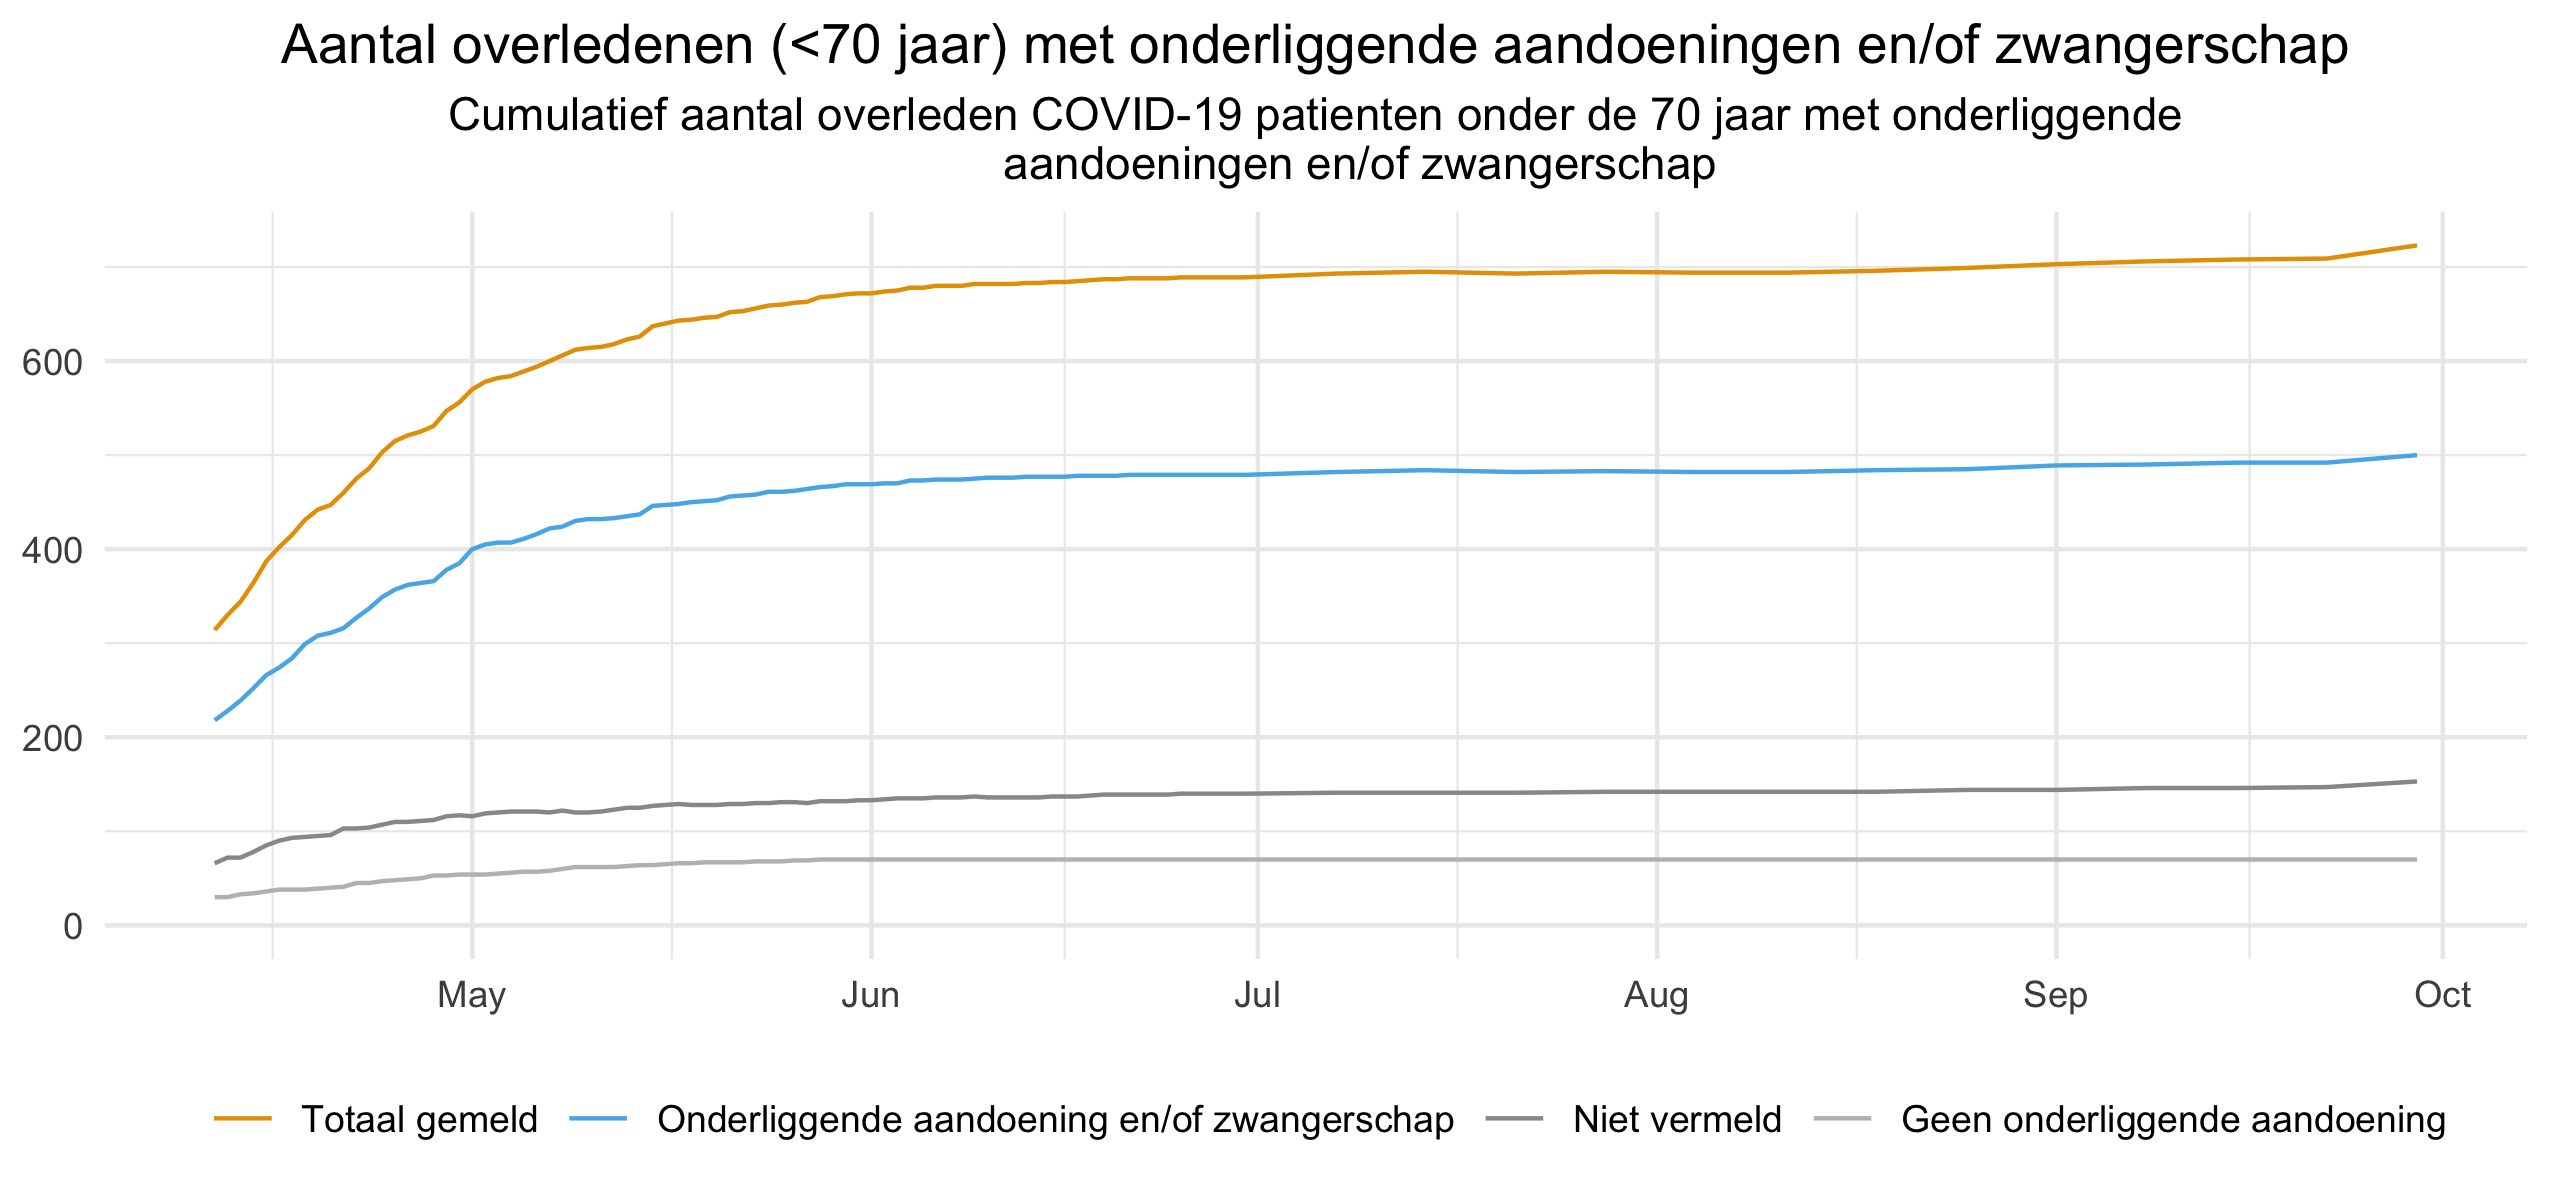 Aantal overledenen (<70 jaar) met onderliggende aandoeningen en/of zwangerschap
Cumulatief aantal overleden COVID-19 patienten onder de 70 jaar met onderliggende
aandoeningen en/of zwangerschap
600
400
200
0
May Jun Jul Aug Sep Oct
Totaal gemeld Onderliggende aandoening en/of zwangerschap Niet vermeld Geen onderliggende aandoening